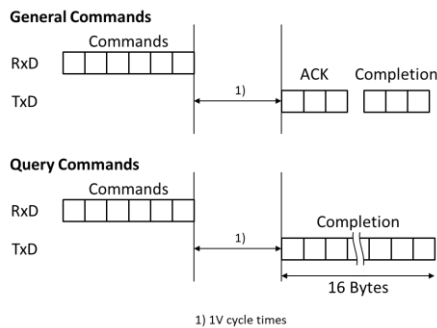 General Commands
Commands
RxD
ACK Completion
1)
TxD
Query Commands
Commands
RxD
Completion
1)
TxD
16 Bytes
1) 1V cycle times